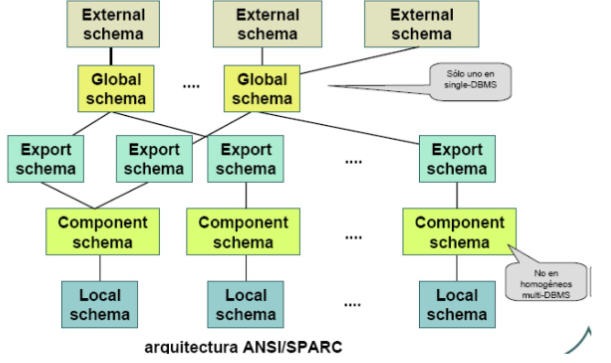 External
schema
External
schema
External
schema
Global
schema
....
Global
schema
Sólo uno en
single-DBMS
Export
schema
Export
schema
Export
schema
....
Export
schema
Component
schema
Component
schema
....
Component
schema
No en
homogéneos
multi-DBMS
Local
schema
Local
schema
....
Local
schema
arquitectura ANSI/SPARC